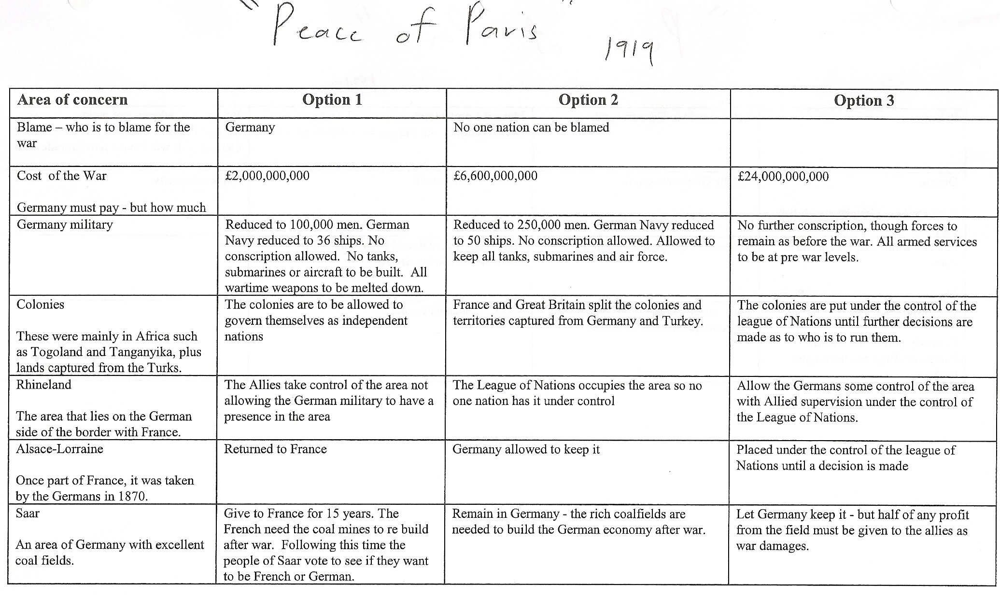 "Peace of Paris"
1919
Area of concern
Option 1
Option 2
Option 3
Blame – who is to blame for the
war
Germany
No one nation can be blamed
Cost of the War
Germany must pay - but how much
£2,000,000,000
£6,600,000,000
£24,000,000,000
Germany military
Reduced to 100,000 men. German
Navy reduced to 36 ships. No
conscription allowed. No tanks,
submarines or aircraft to be built. All
wartime weapons to be melted down.
Reduced to 250,000 men. German Navy reduced
to 50 ships. No conscription allowed. Allowed to
keep all tanks, submarines and air force.
No further conscription, though forces to
remain as before the war. All armed services
to be at pre war levels.
Colonies
These were mainly in Africa such
as Togoland and Tanganyika, plus
lands captured from the Turks.
The colonies are to be allowed to
govern themselves as independent
nations
France and Great Britain split the colonies and
territories captured from Germany and Turkey.
The colonies are put under the control of the
league of Nations until further decisions are
made as to who is to run them.
Rhineland
The area that lies on the German
side of the border with France.
The Allies take control of the area not
allowing the German military to have a
presence in the area
The League of Nations occupies the area so no
one nation has it under control
Allow the Germans some control of the area
with Allied supervision under the control of
the League of Nations.
Alsace-Lorraine
Once part of France, it was taken
by the Germans in 1870.
Returned to France
Germany allowed to keep it
Placed under the control of the league of
Nations until a decision is made
Saar
An area of Germany with excellent
coal fields.
Give to France for 15 years. The
French need the coal mines to re build
after war. Following this time the
people of Saar vote to see if they want
to be French or German.
Remain in Germany - the rich coalfields are
needed to build the German economy after war.
Let Germany keep it - but half of any profit
from the field must be given to the allies as
war damages.